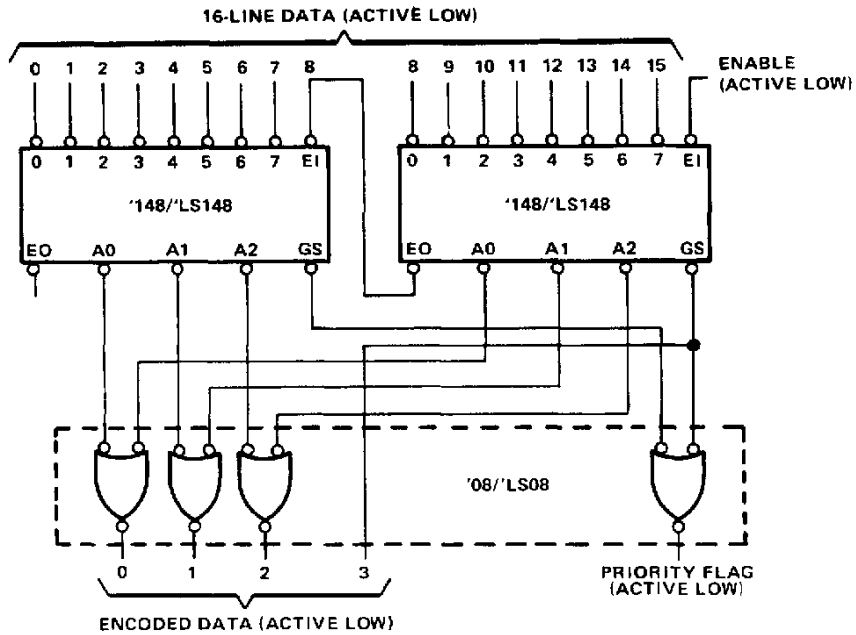 16-LINE DATA (ACTIVE LOW)
0 1 2 3 4 5 6 7 8 8 9 10 11 12 13 14 15
ENABLE
(ACTIVE LOW)
0 1 2 3 4 5 6 7 EI 0 1 2 3 4 5 6 7 EI
'148/'LS148 '148/'LS148
EO A0 A1 A2 GS EO A0 A1 A2 GS
'08/'LS08
0 1 2 3
PRIORITY FLAG
(ACTIVE LOW)
ENCODED DATA (ACTIVE LOW)